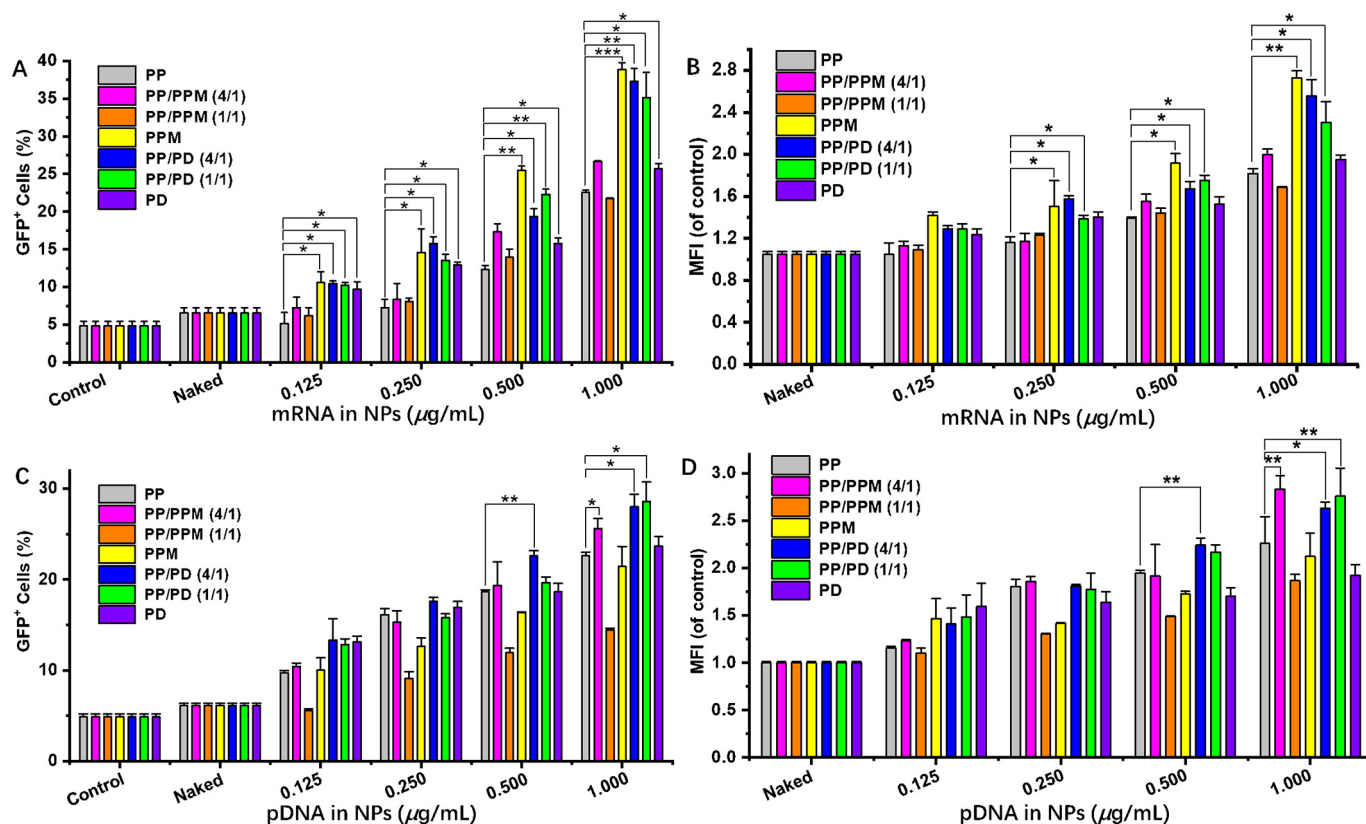 A
GFP+ Cells (%)
40
35
30
25
20
15
10
5
0
PP
PP/PPM (4/1)
PP/PPM (1/1)
PPM
PP/PD (4/1)
PP/PD (1/1)
PD
*
*
*
*
*
*
*
*
*
**
*
**
*
*
**
***
Control
Naked
0.125
0.250
0.500
1.000
mRNA in NPs (μg/mL)
B
MFI (of control)
2.8
2.4
2.0
1.6
1.2
0.8
0.4
0.0
PP
PP/PPM (4/1)
PP/PPM (1/1)
PPM
PP/PD (4/1)
PP/PD (1/1)
PD
*
*
*
*
*
*
*
*
**
Naked
0.125
0.250
0.500
1.000
mRNA in NPs (μg/mL)
C
GFP+ Cells (%)
30
20
10
0
PP
PP/PPM (4/1)
PP/PPM (1/1)
PPM
PP/PD (4/1)
PP/PD (1/1)
PD
**
*
*
*
Control
Naked
0.125
0.250
0.500
1.000
pDNA in NPs (μg/mL)
D
MFI (of control)
3.0
2.5
2.0
1.5
1.0
0.5
0.0
PP
PP/PPM (4/1)
PP/PPM (1/1)
PPM
PP/PD (4/1)
PP/PD (1/1)
PD
**
**
*
**
Naked
0.125
0.250
0.500
1.000
pDNA in NPs (μg/mL)